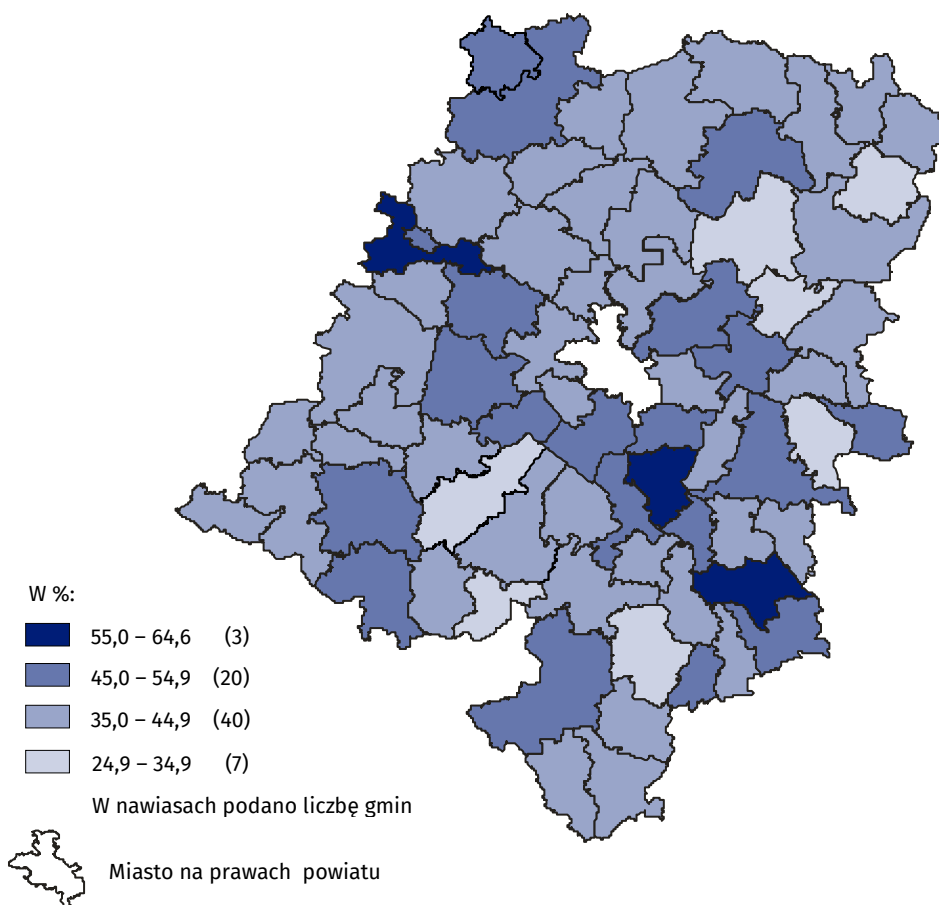 W %:
55,0 – 64,6 (3)
45,0 – 54,9 (20)
35,0 – 44,9 (40)
24,9 – 34,9 (7)
W nawiasach podano liczbę gmin
Miasto na prawach powiatu